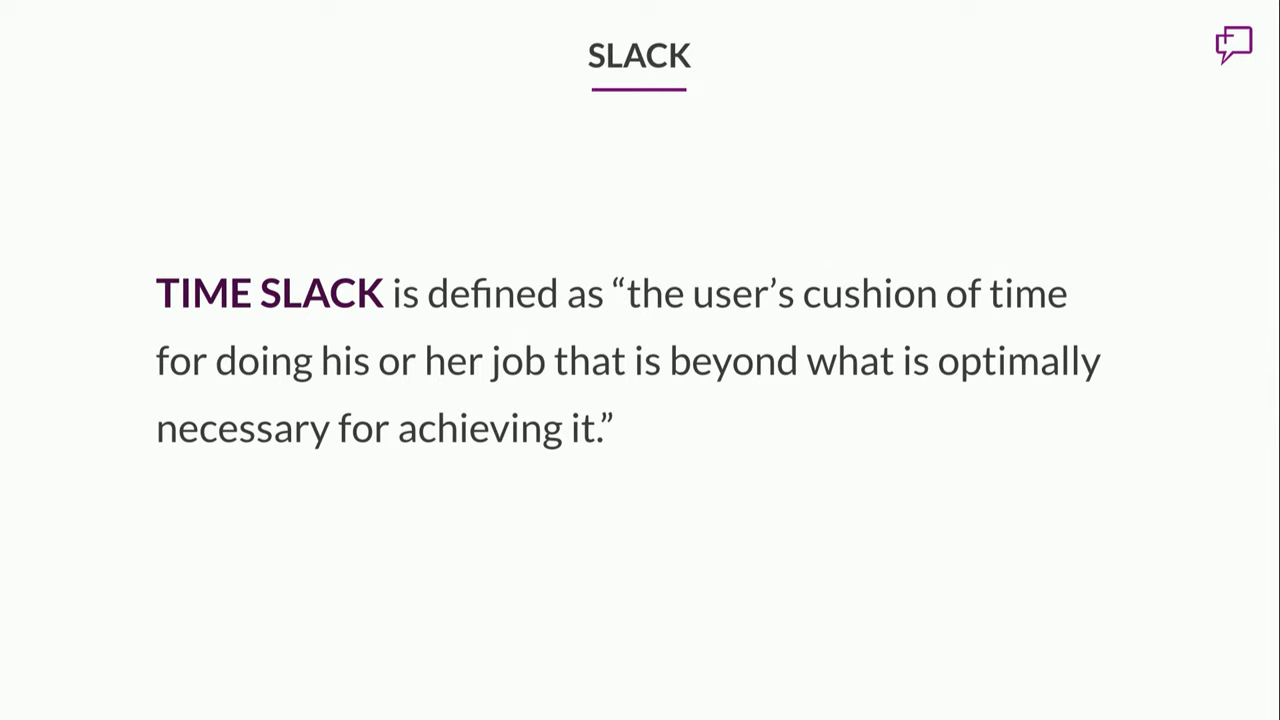 SLACK
TIME SLACK is defined as “the user’s cushion of time
for doing his or her job that is beyond what is optimally
necessary for achieving it.”